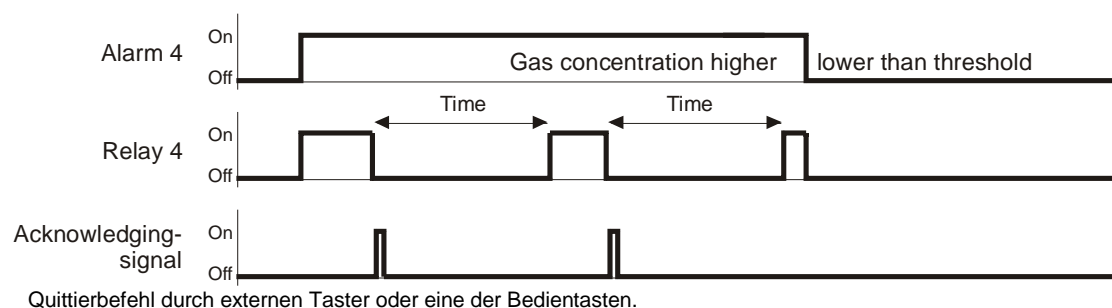 On
Alarm 4
Gas concentration higher lower than threshold
Off
Time Time
On
Relay 4
Off
Acknowledging-
signal
On
Off
Quittierbefehl durch externen Taster oder eine der Bedientasten.